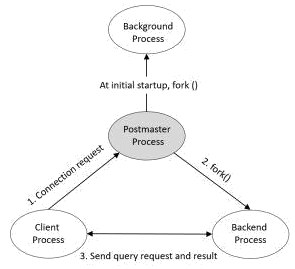 Background
Process
At initial startup, fork ()
Postmaster
Process
1. Connection request
2. fork()
Client
Process
Backend
Process
3. Send query request and result